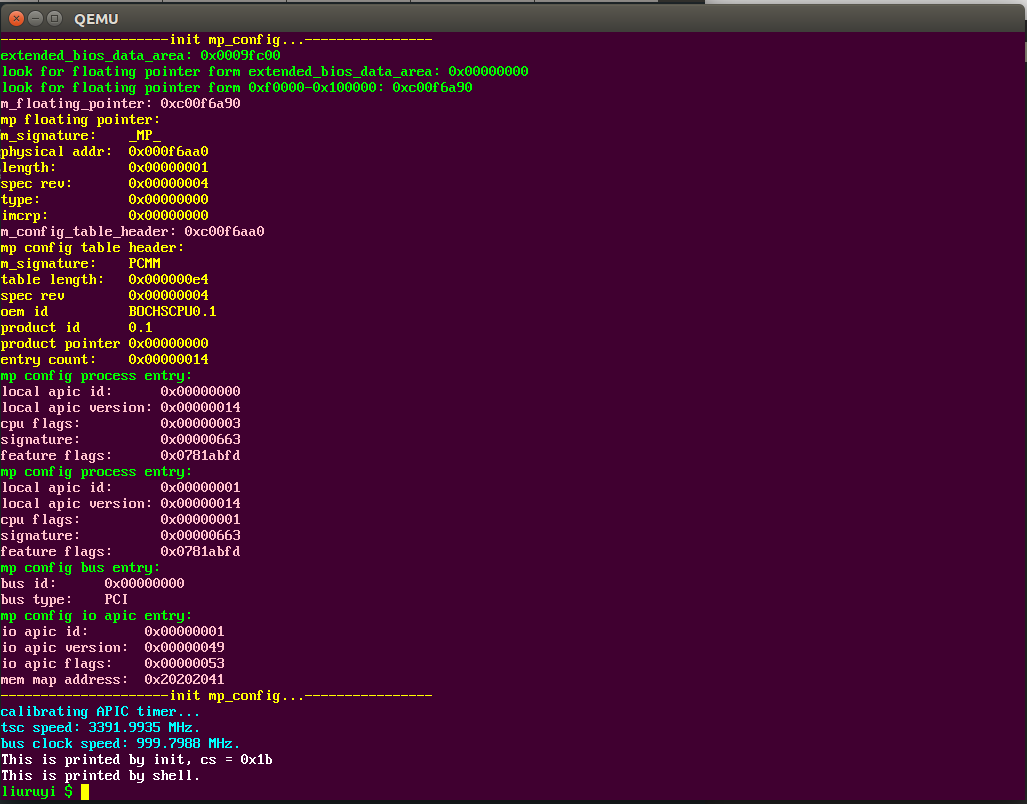 QEMU
---------------------init mp_config...----------------
extended_bios_data_area: 0x0009fc00
look for floating pointer form extended_bios_data_area: 0x00000000
look for floating pointer form 0xf0000-0x100000: 0xc00f6a90
m_floating_pointer: 0xc00f6a90
mp floating pointer:
m_signature:    _MP_
physical addr:  0x000f6aa0
length:         0x00000001
spec rev:       0x00000004
type:           0x00000000
imcrp:          0x00000000
m_config_table_header: 0xc00f6aa0
mp config table header:
m_signature:    PCMM
table length:   0x000000e4
spec rev        0x00000004
oem id          BOCHSCPU0.1
product id      0.1
product pointer 0x00000000
entry count:    0x00000014
mp config process entry:
local apic id:      0x00000000
local apic version: 0x00000014
cpu flags:          0x00000003
signature:          0x00000663
feature flags:      0x0781abfd
mp config process entry:
local apic id:      0x00000001
local apic version: 0x00000014
cpu flags:          0x00000001
signature:          0x00000663
feature flags:      0x0781abfd
mp config bus entry:
bus id:      0x00000000
bus type:    PCI
mp config io apic entry:
io apic id:       0x00000001
io apic version:  0x00000049
io apic flags:    0x00000053
mem map address:  0x20202041
---------------------init mp_config...----------------
calibrating APIC timer...
tsc speed: 3391.9935 MHz.
bus clock speed: 999.7988 MHz.
This is printed by init, cs = 0x1b
This is printed by shell.
liuruyi $